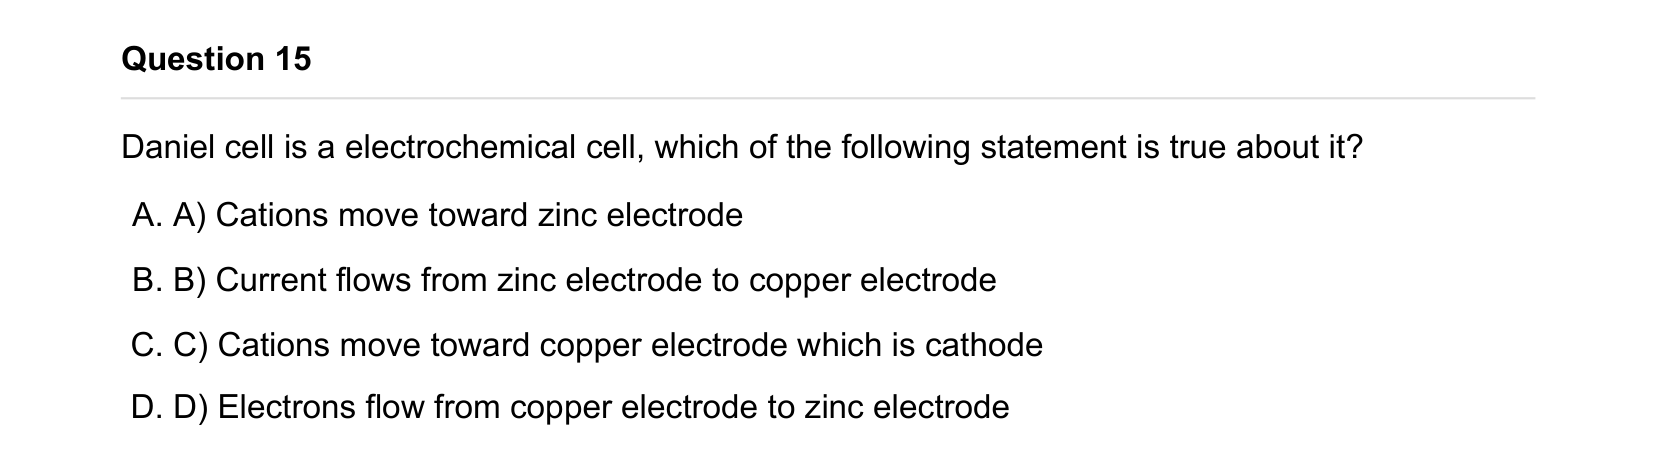 Question 15
Daniel cell is a electrochemical cell, which of the following statement is true about it?
A. A) Cations move toward zinc electrode
B. B) Current flows from zinc electrode to copper electrode
C. C) Cations move toward copper electrode which is cathode
D. D) Electrons flow from copper electrode to zinc electrode